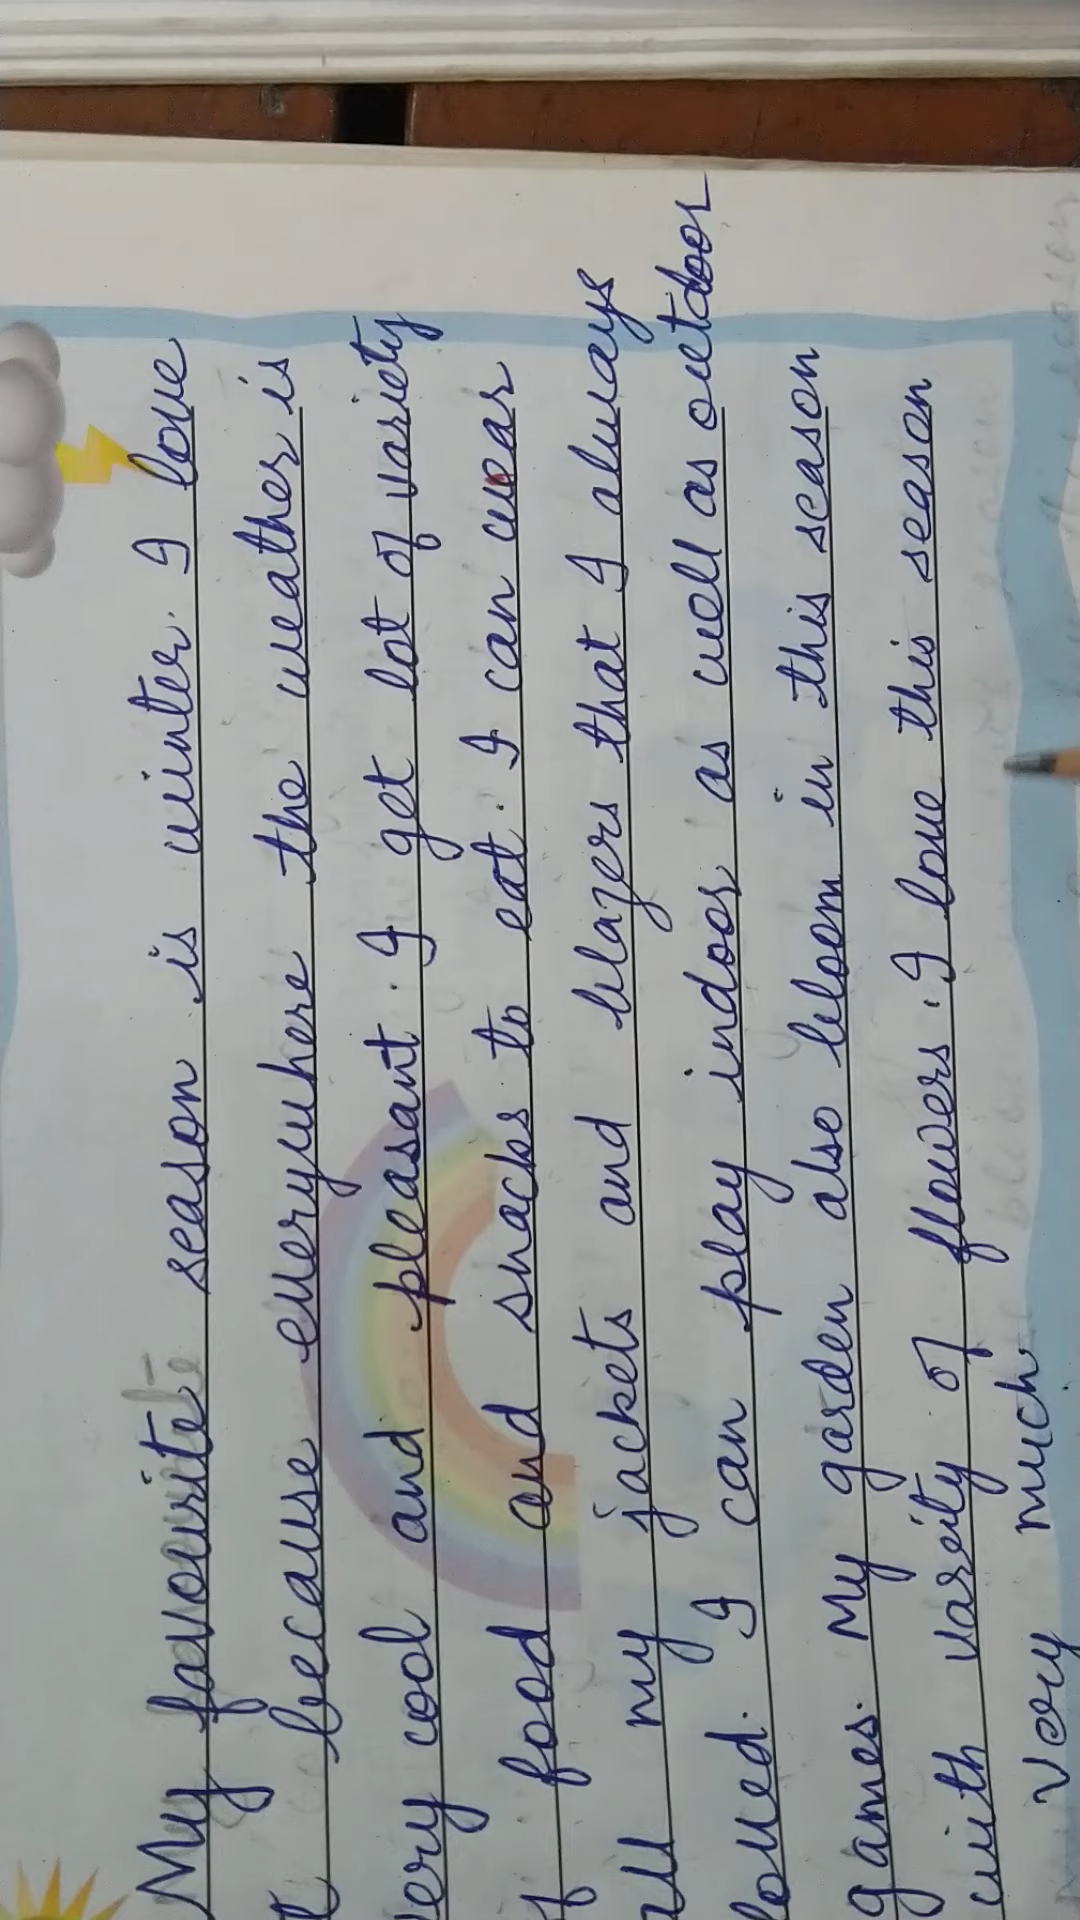 My favourite season is winter. I love
t because everywhere the weather is
very cool and pleasant. I get lot of variety
f food and snacks to eat. I can wear
all my jackets and blazers that I always
loved. I can play indoor as well as outdoor
games. My garden also bloom in this season
with vareity of flowers. I love this season
very much.